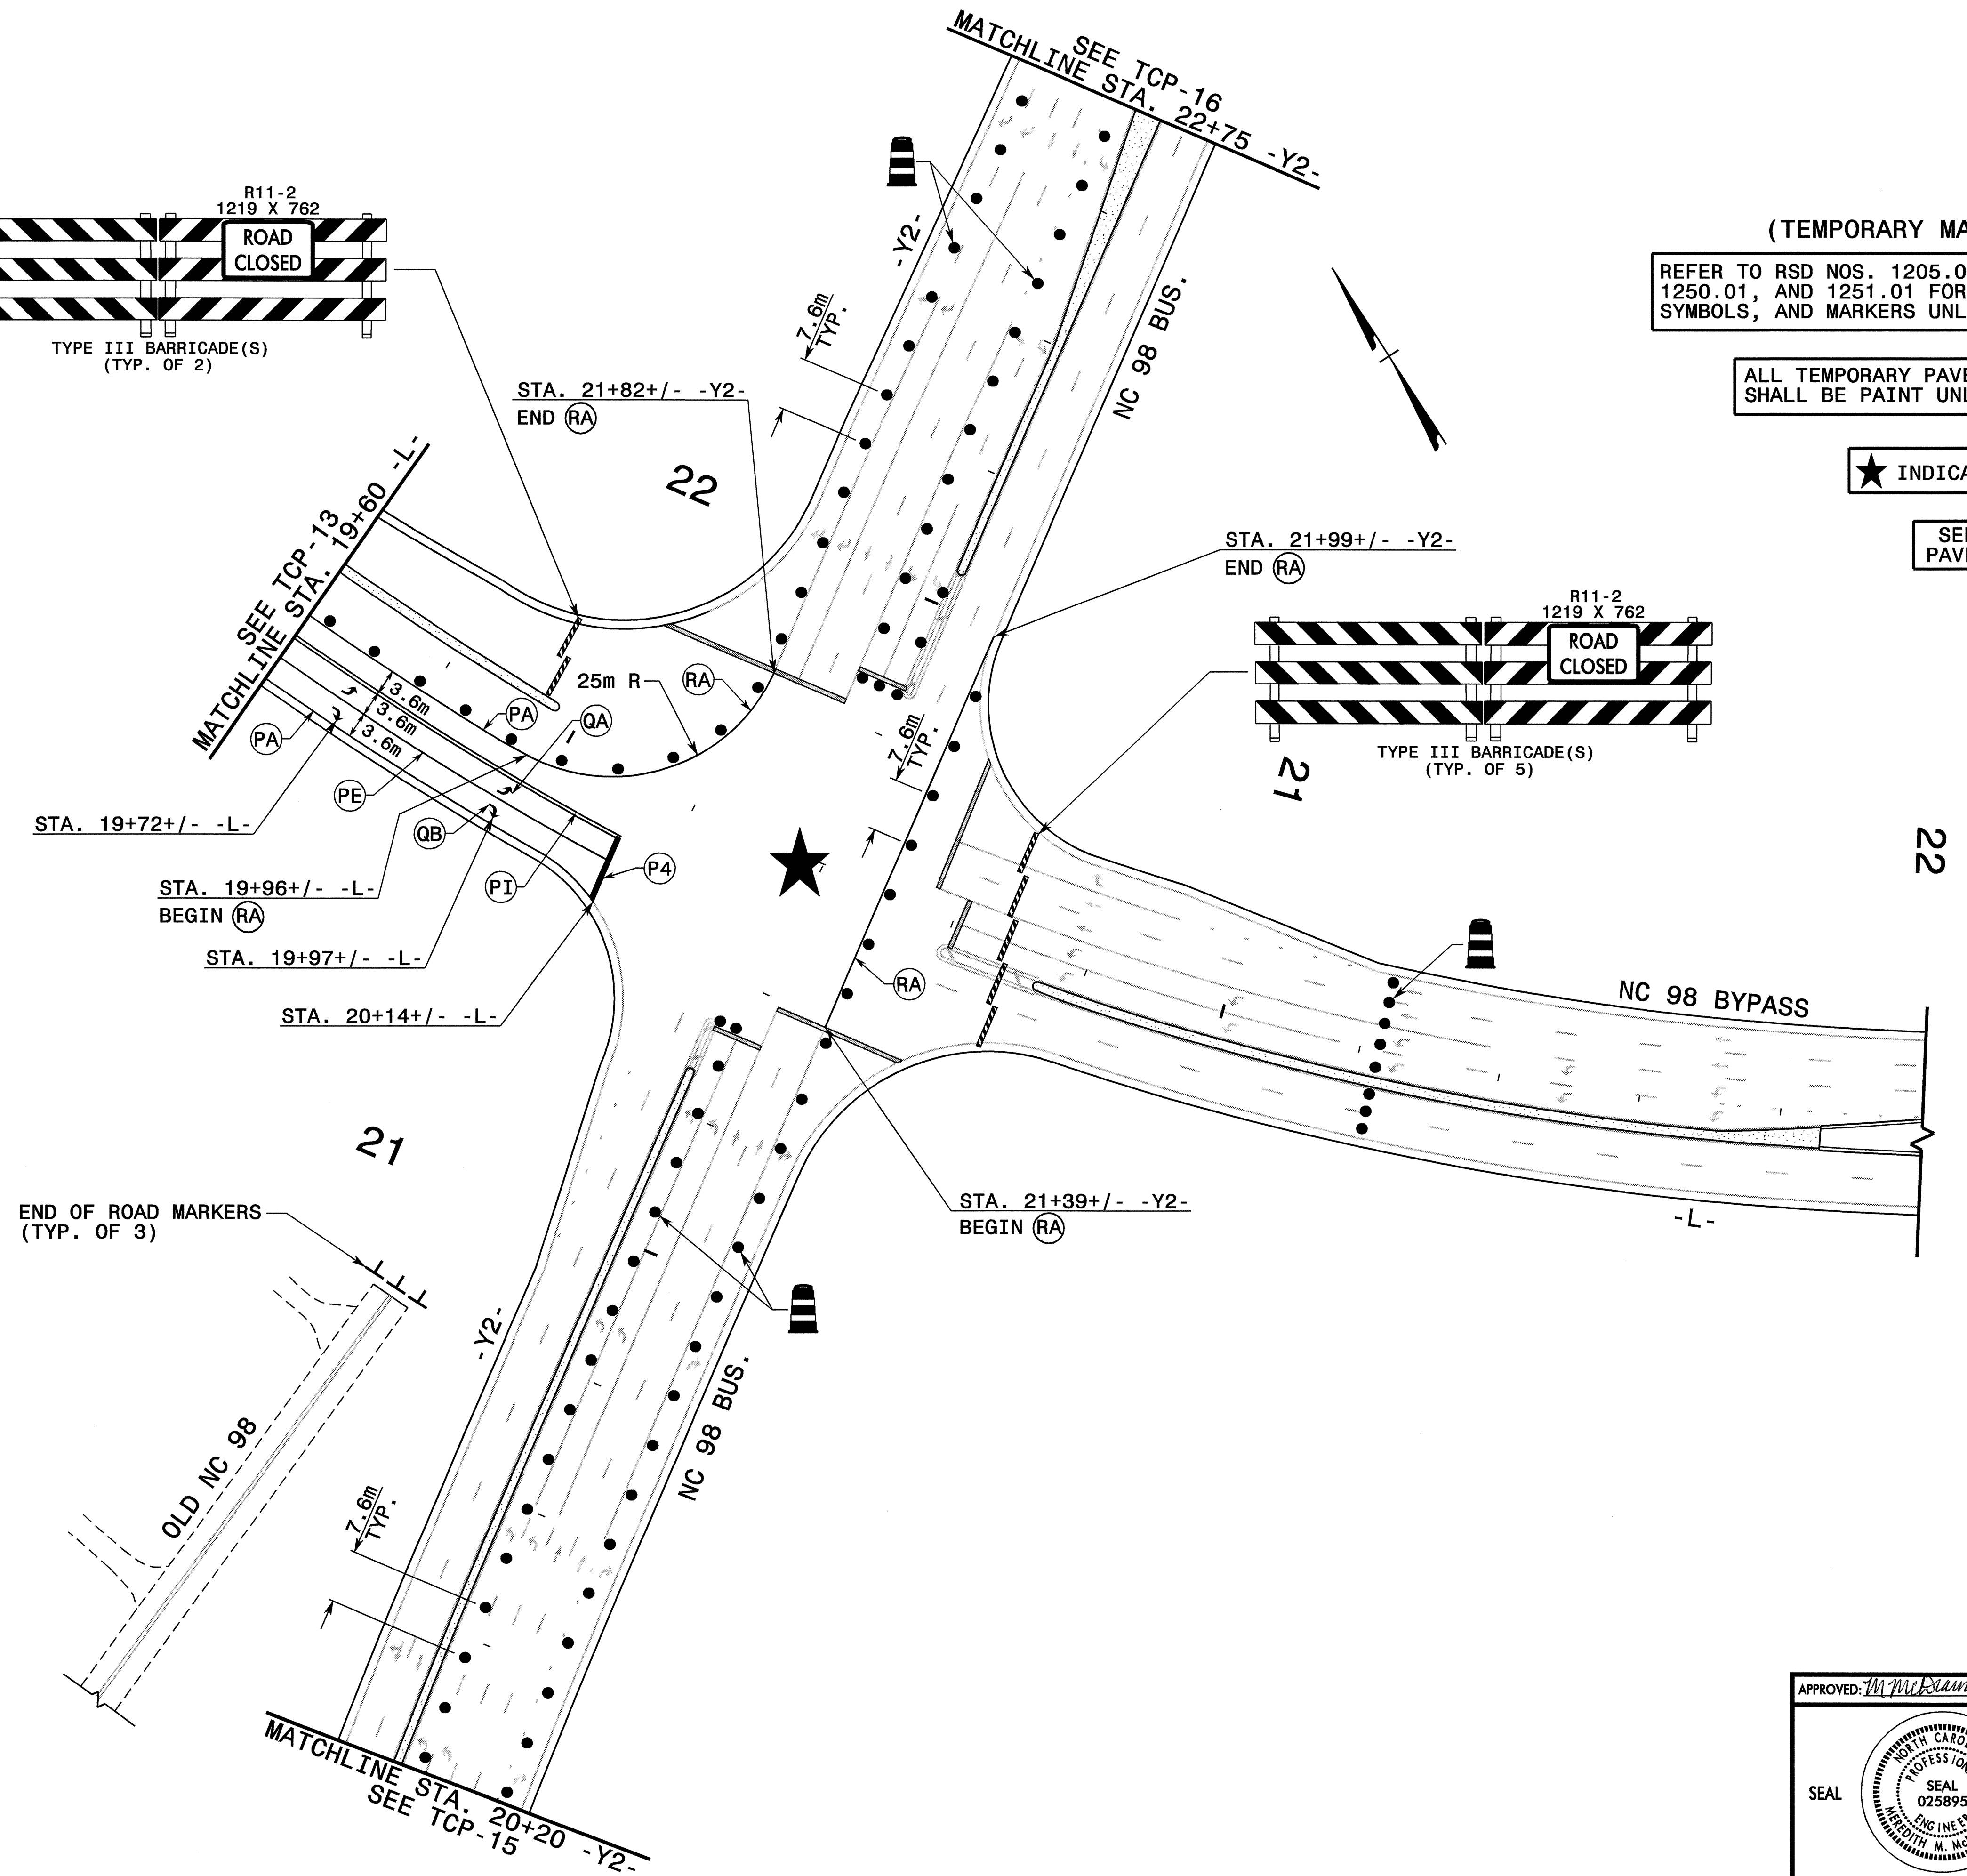 MATCHLINE STA. 22+75 -Y2-
SEE TCP-16
R11-2
1219 X 762
ROAD
CLOSED
TYPE III BARRICADE(S)
(TYP. OF 2)
-Y2-
NC 98 BUS.
7.6m
TYP.
STA. 21+82+/- -Y2-
END RA
22
(TEMPORARY
REFER TO RSD NOS.
1250.01, AND 1251.01 FOR
SYMBOLS, AND MARKERS
ALL TEMPORARY
SHALL BE PAINT
STA. 21+99+/- -Y2-
END RA
SEE TCP-13
MATCHLINE STA. 19+60 -L-
R11-2
1219 X 762
ROAD
CLOSED
TYPE III BARRICADE(S)
(TYP. OF 5)
25m R
RA
PA
QA
3.6m
3.6m
3.6m
PA
PE
QB
PI
P4
7.6m
TYP.
21
22
STA. 19+72+/- -L-
STA. 19+96+/- -L-
BEGIN RA
STA. 19+97+/- -L-
STA. 20+14+/- -L-
RA
NC 98 BYPASS
-L-
21
STA. 21+39+/- -Y2-
BEGIN RA
END OF ROAD MARKERS
(TYP. OF 3)
-Y2-
NC 98 BUS.
OLD NC 98
7.6m
TYP.
MATCHLINE STA. 20+20 -Y2-
SEE TCP-15
APPROVED:
SEAL
NORTH
SEAL
025895
ENGINEER
MEREDITH M.